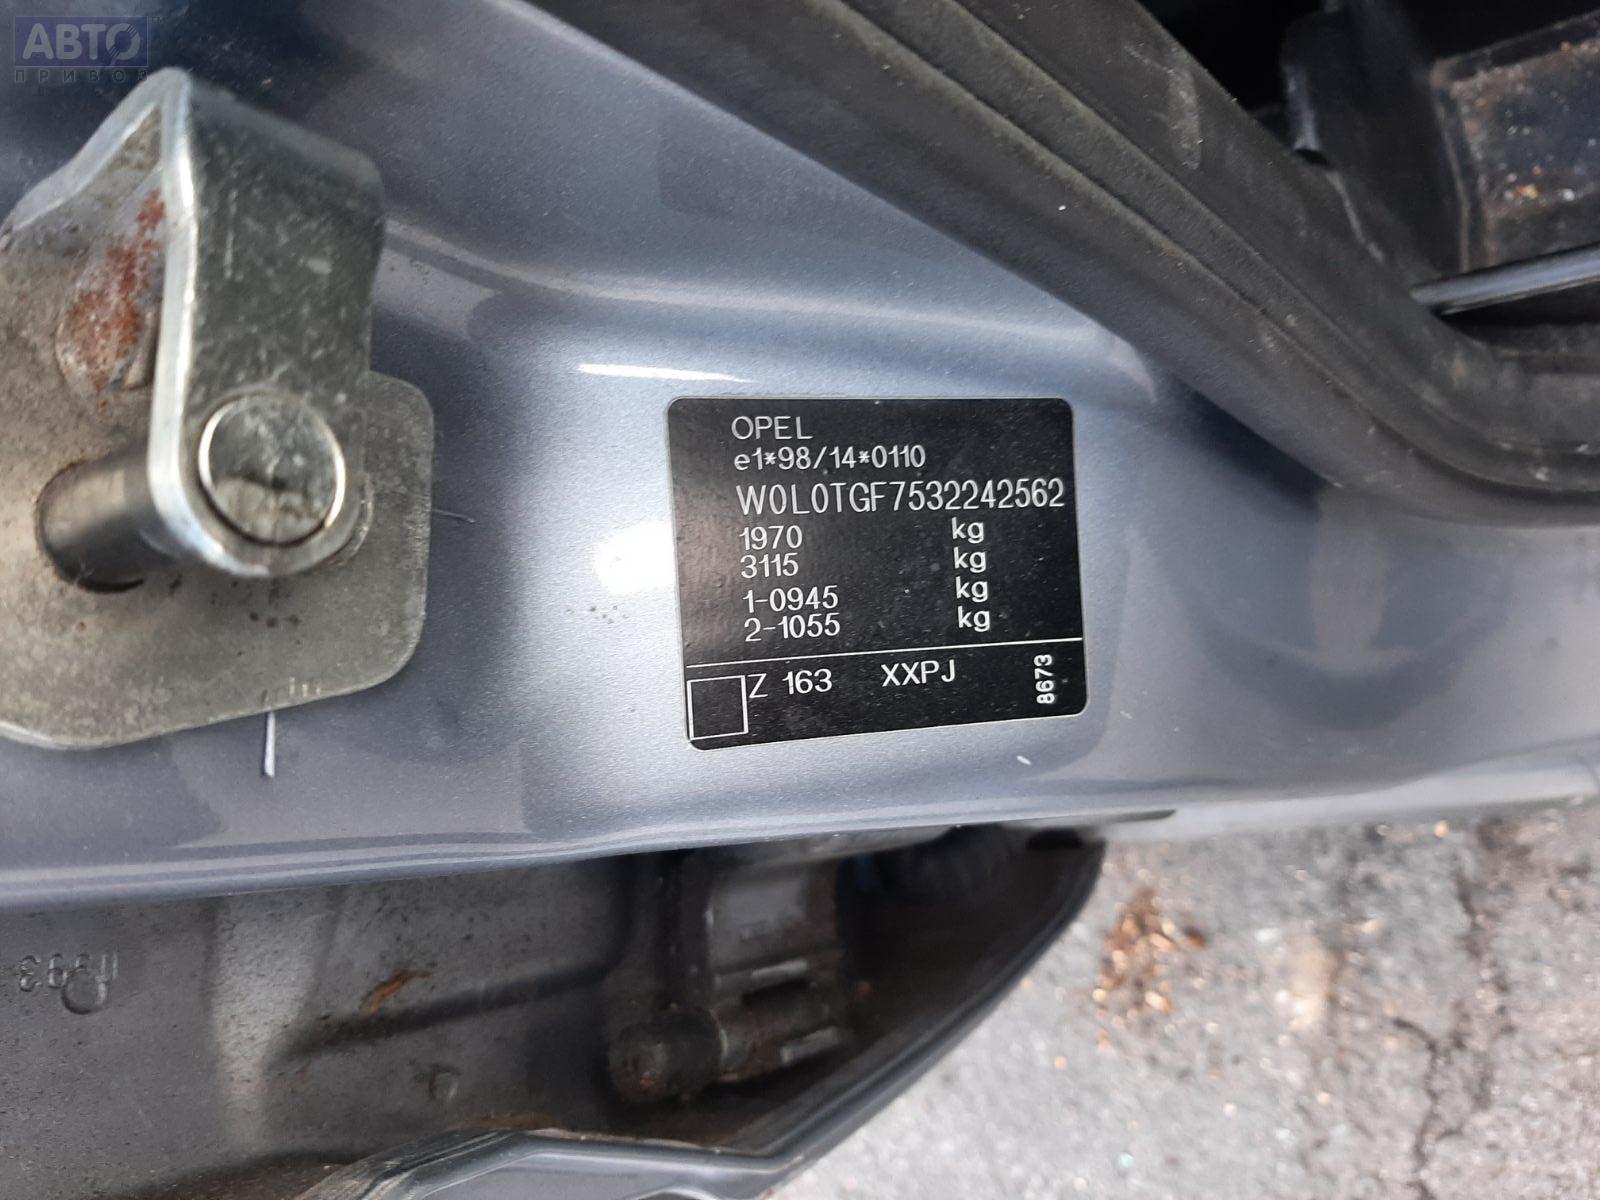 АВТО
ПРИВОЗ
OPEL
e1*98/14*0110
W0L0TGF7532242562
1970 kg
3115 kg
1-0945 kg
2-1055 kg
Z 163 XXPJ
8673